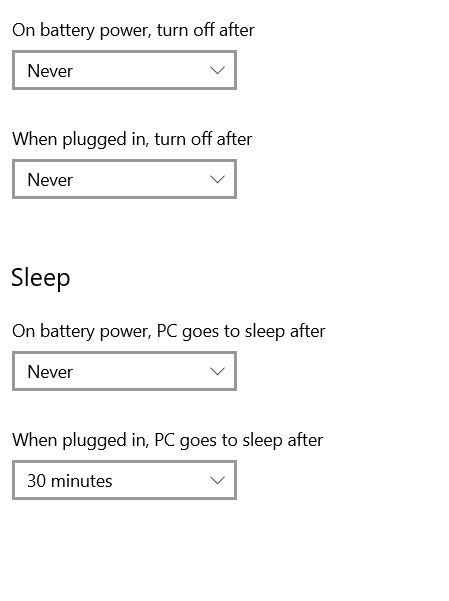 On battery power, turn off after
Never
When plugged in, turn off after
Never
Sleep
On battery power, PC goes to sleep after
Never
When plugged in, PC goes to sleep after
30 minutes